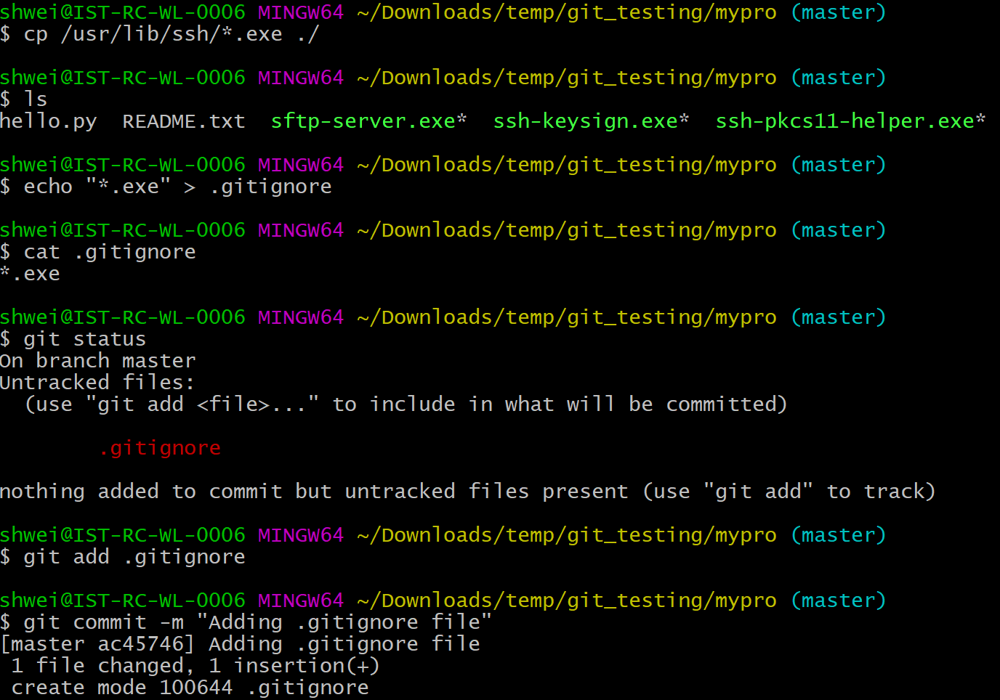 shwei@IST-RC-WL-0006 MINGW64 ~/Downloads/temp/git_testing/mypro (master)
$ cp /usr/lib/ssh/*.exe ./
shwei@IST-RC-WL-0006 MINGW64 ~/Downloads/temp/git_testing/mypro (master)
$ ls
hello.py  README.txt  sftp-server.exe*  ssh-keysign.exe*  ssh-pkcs11-helper.exe*
shwei@IST-RC-WL-0006 MINGW64 ~/Downloads/temp/git_testing/mypro (master)
$ echo "*.exe" > .gitignore
shwei@IST-RC-WL-0006 MINGW64 ~/Downloads/temp/git_testing/mypro (master)
$ cat .gitignore
*.exe
shwei@IST-RC-WL-0006 MINGW64 ~/Downloads/temp/git_testing/mypro (master)
$ git status
On branch master
Untracked files:
  (use "git add <file>..." to include in what will be committed)
        .gitignore
nothing added to commit but untracked files present (use "git add" to track)
shwei@IST-RC-WL-0006 MINGW64 ~/Downloads/temp/git_testing/mypro (master)
$ git add .gitignore
shwei@IST-RC-WL-0006 MINGW64 ~/Downloads/temp/git_testing/mypro (master)
$ git commit -m "Adding .gitignore file"
[master ac45746] Adding .gitignore file
 1 file changed, 1 insertion(+)
 create mode 100644 .gitignore